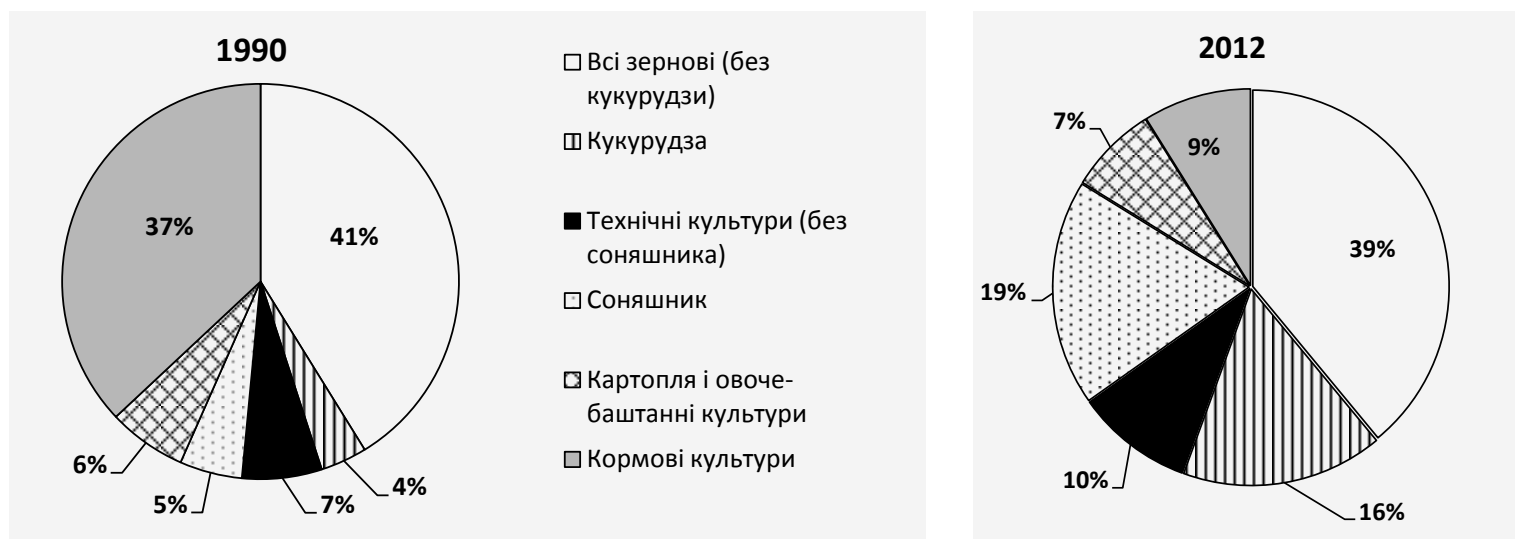 1990
37%
41%
6%
5%
7%
4%
Всі зернові (без
кукурудзи)
Кукурудза
Технічні культури (без
соняшника)
Соняшник
Картопля і овоче-
баштанні культури
Кормові культури
2012
7%
9%
39%
19%
10%
16%